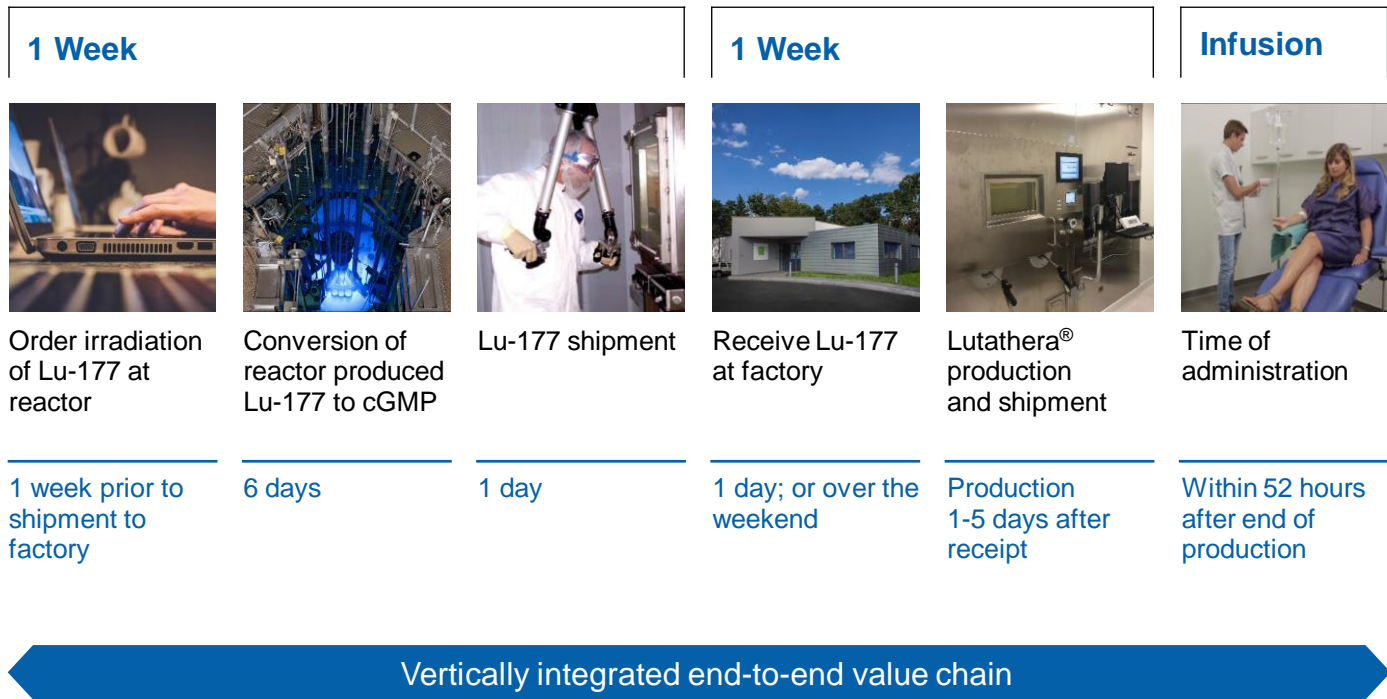 1 Week
1 Week
Infusion
Order irradiation
of Lu-177 at
reactor
Conversion of
reactor produced
Lu-177 to cGMP
Lu-177 shipment
Receive Lu-177
at factory
Lutathera®
production
and shipment
Time of
administration
1 week prior to
shipment to
factory
6 days
1 day
1 day; or over the
weekend
Production
1-5 days after
receipt
Within 52 hours
after end of
production
Vertically integrated end-to-end value chain